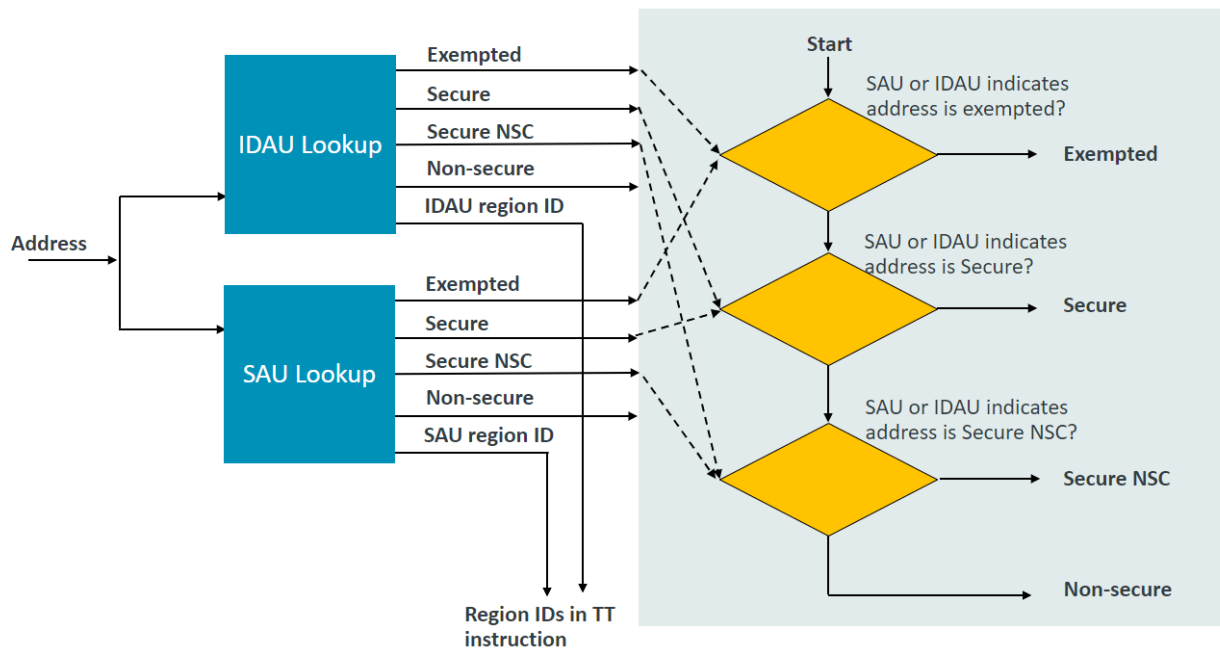 Start
Exempted
SAU or IDAU indicates
address is exempted?
Secure
IDAU Lookup
Secure NSC
Exempted
Non-secure
IDAU region ID
Address
SAU or IDAU indicates
address is Secure?
Exempted
Secure
Secure
SAU Lookup
Secure NSC
Non-secure
SAU or IDAU indicates
address is Secure NSC?
SAU region ID
Secure NSC
Non-secure
Region IDs in TT
instruction